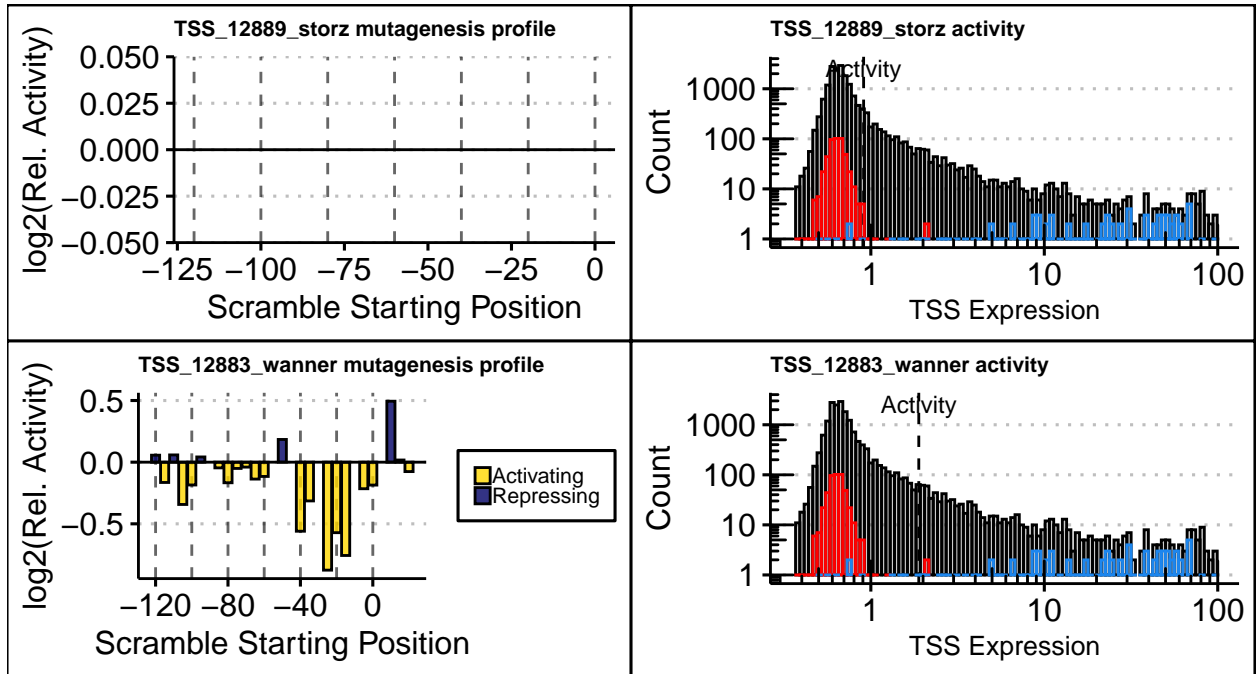 TSS_12889_storz mutagenesis profile
log2(Rel. Activity)
0.050
0.025
0.000
−0.025
−0.050
−125 −100 −75 −50 −25 0
Scramble Starting Position
TSS_12889_storz activity
Activity
Count
1000
100
10
1
1 10 100
TSS Expression
TSS_12883_wanner mutagenesis profile
log2(Rel. Activity)
0.5
0.0
−0.5
−120 −80 −40 0
Scramble Starting Position
Activating
Repressing
TSS_12883_wanner activity
Activity
Count
1000
100
10
1
1 10 100
TSS Expression